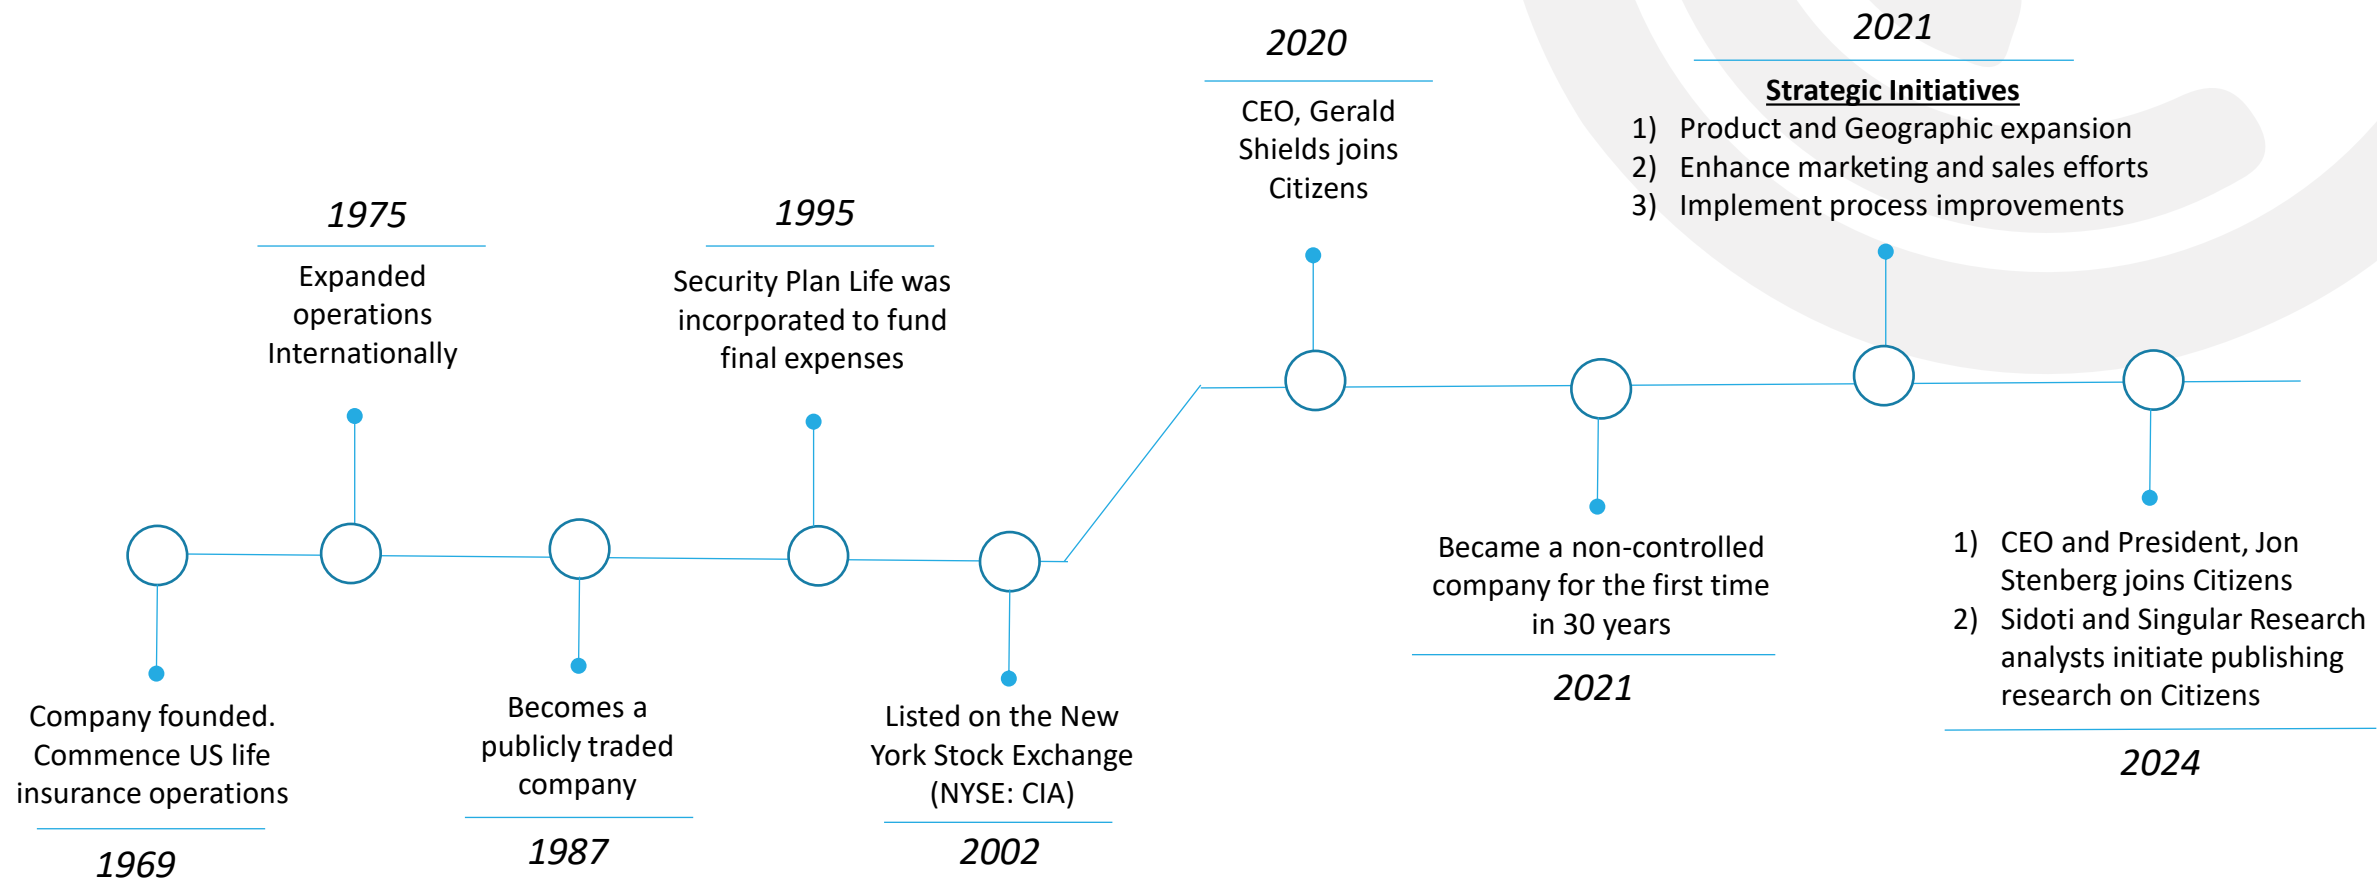 1969
Company founded.
Commence US life
insurance operations
1975
Expanded
operations
Internationally
Becomes a
publicly traded
company
1987
1995
Security Plan Life was
incorporated to fund
final expenses
Listed on the New
York Stock Exchange
(NYSE: CIA)
2002
2020
CEO, Gerald
Shields joins
Citizens
Became a non-controlled
company for the first time
in 30 years
2021
2021
Strategic Initiatives
1) Product and Geographic expansion
2) Enhance marketing and sales efforts
3) Implement process improvements
1) CEO and President, Jon
Stenberg joins Citizens
2) Sidoti and Singular Research
analysts initiate publishing
research on Citizens
2024